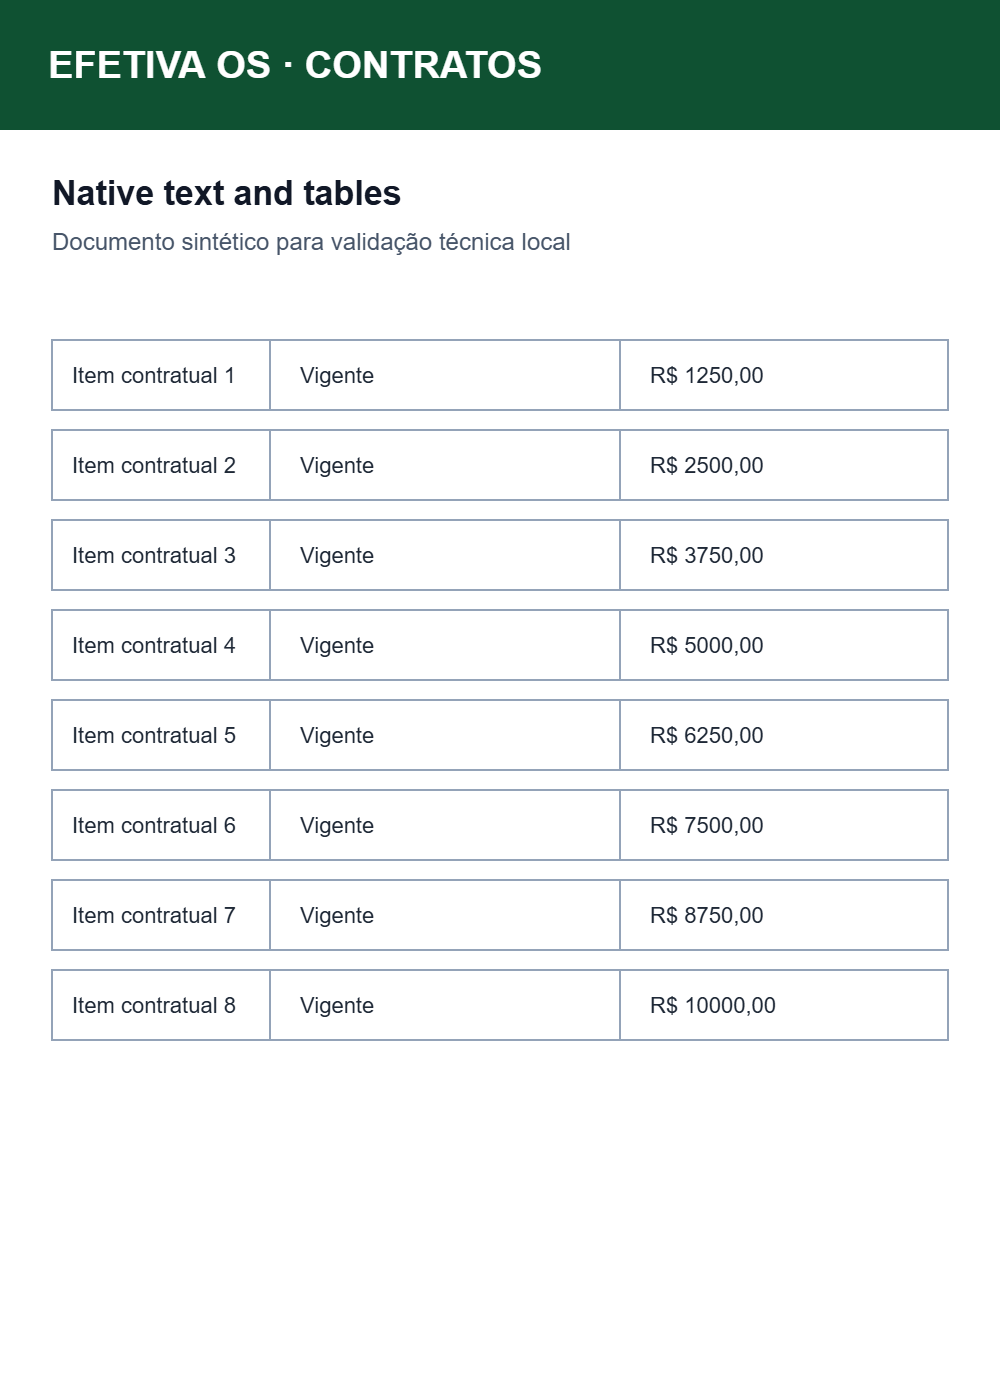 EFETIVA OS · CONTRATOS
Native text and tables
Documento sintético para validação técnica local
Item contratual 1 Vigente R$ 1250,00
Item contratual 2 Vigente R$ 2500,00
Item contratual 3 Vigente R$ 3750,00
Item contratual 4 Vigente R$ 5000,00
Item contratual 5 Vigente R$ 6250,00
Item contratual 6 Vigente R$ 7500,00
Item contratual 7 Vigente R$ 8750,00
Item contratual 8 Vigente R$ 10000,00